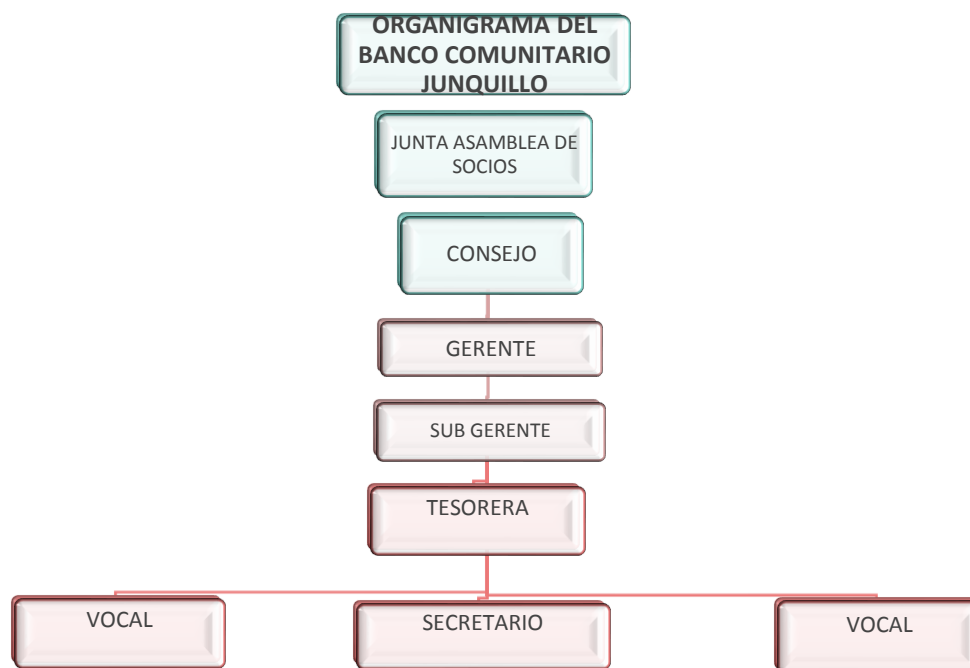 ORGANIGRAMA DEL
BANCO COMUNITARIO
JUNQUILLO
JUNTA ASAMBLEA DE
SOCIOS
CONSEJO
GERENTE
SUB GERENTE
TESORERA
VOCAL
SECRETARIO
VOCAL